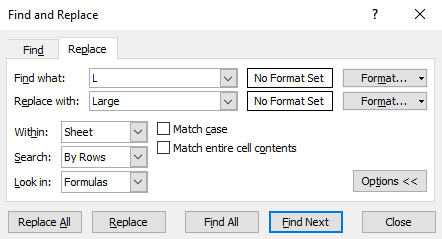 Find and Replace ? ×
Find Replace
Find what: L No Format Set Format...
Replace with: Large No Format Set Format...
Within: Sheet Match case
Search: By Rows Match entire cell contents
Look in: Formulas Options <<
Replace All Replace Find All Find Next Close